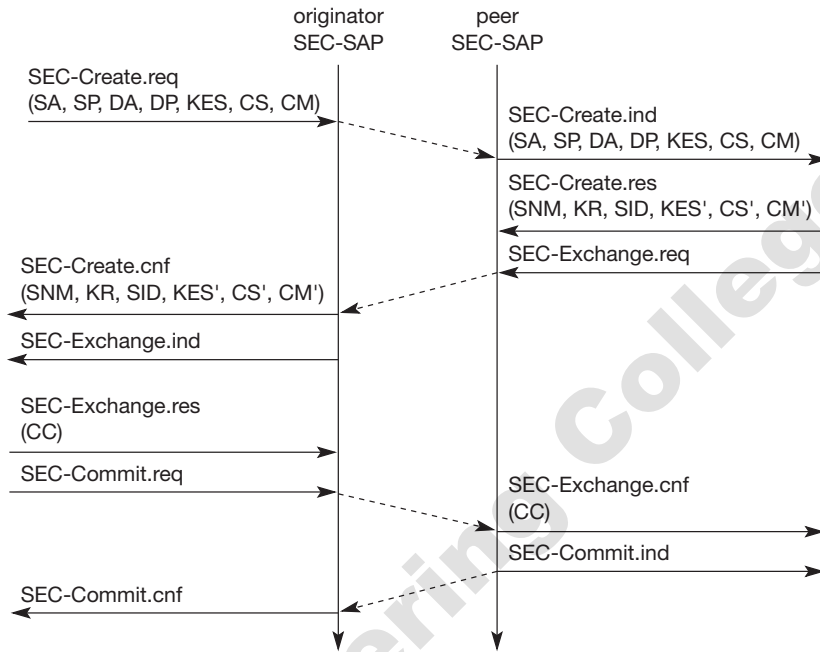 originator
SEC-SAP
peer
SEC-SAP
SEC-Create.req
(SA, SP, DA, DP, KES, CS, CM)
SEC-Create.ind
(SA, SP, DA, DP, KES, CS, CM)
SEC-Create.res
(SNM, KR, SID, KES', CS', CM')
SEC-Exchange.req
SEC-Create.cnf
(SNM, KR, SID, KES', CS', CM')
SEC-Exchange.ind
SEC-Exchange.res
(CC)
SEC-Commit.req
SEC-Exchange.cnf
(CC)
SEC-Commit.ind
SEC-Commit.cnf
ering College